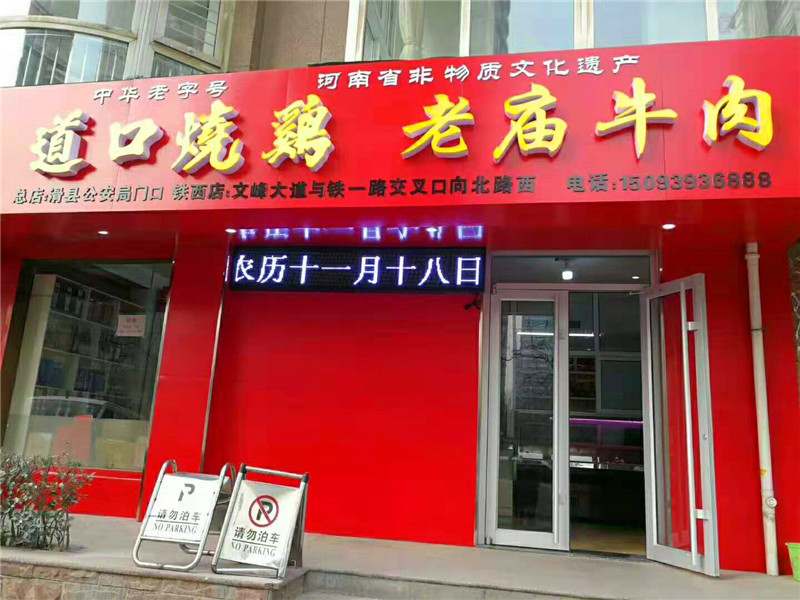 中华老字号 河南省非物质文化遗产
道口烧鸡 老庙牛肉
总店:滑县公安局门口 铁西店:文峰大道与铁一路交叉口向北路西 电话:15093936888
农历十一月十八日
请勿泊车
NO PARKING
请勿泊车
NO PARKING